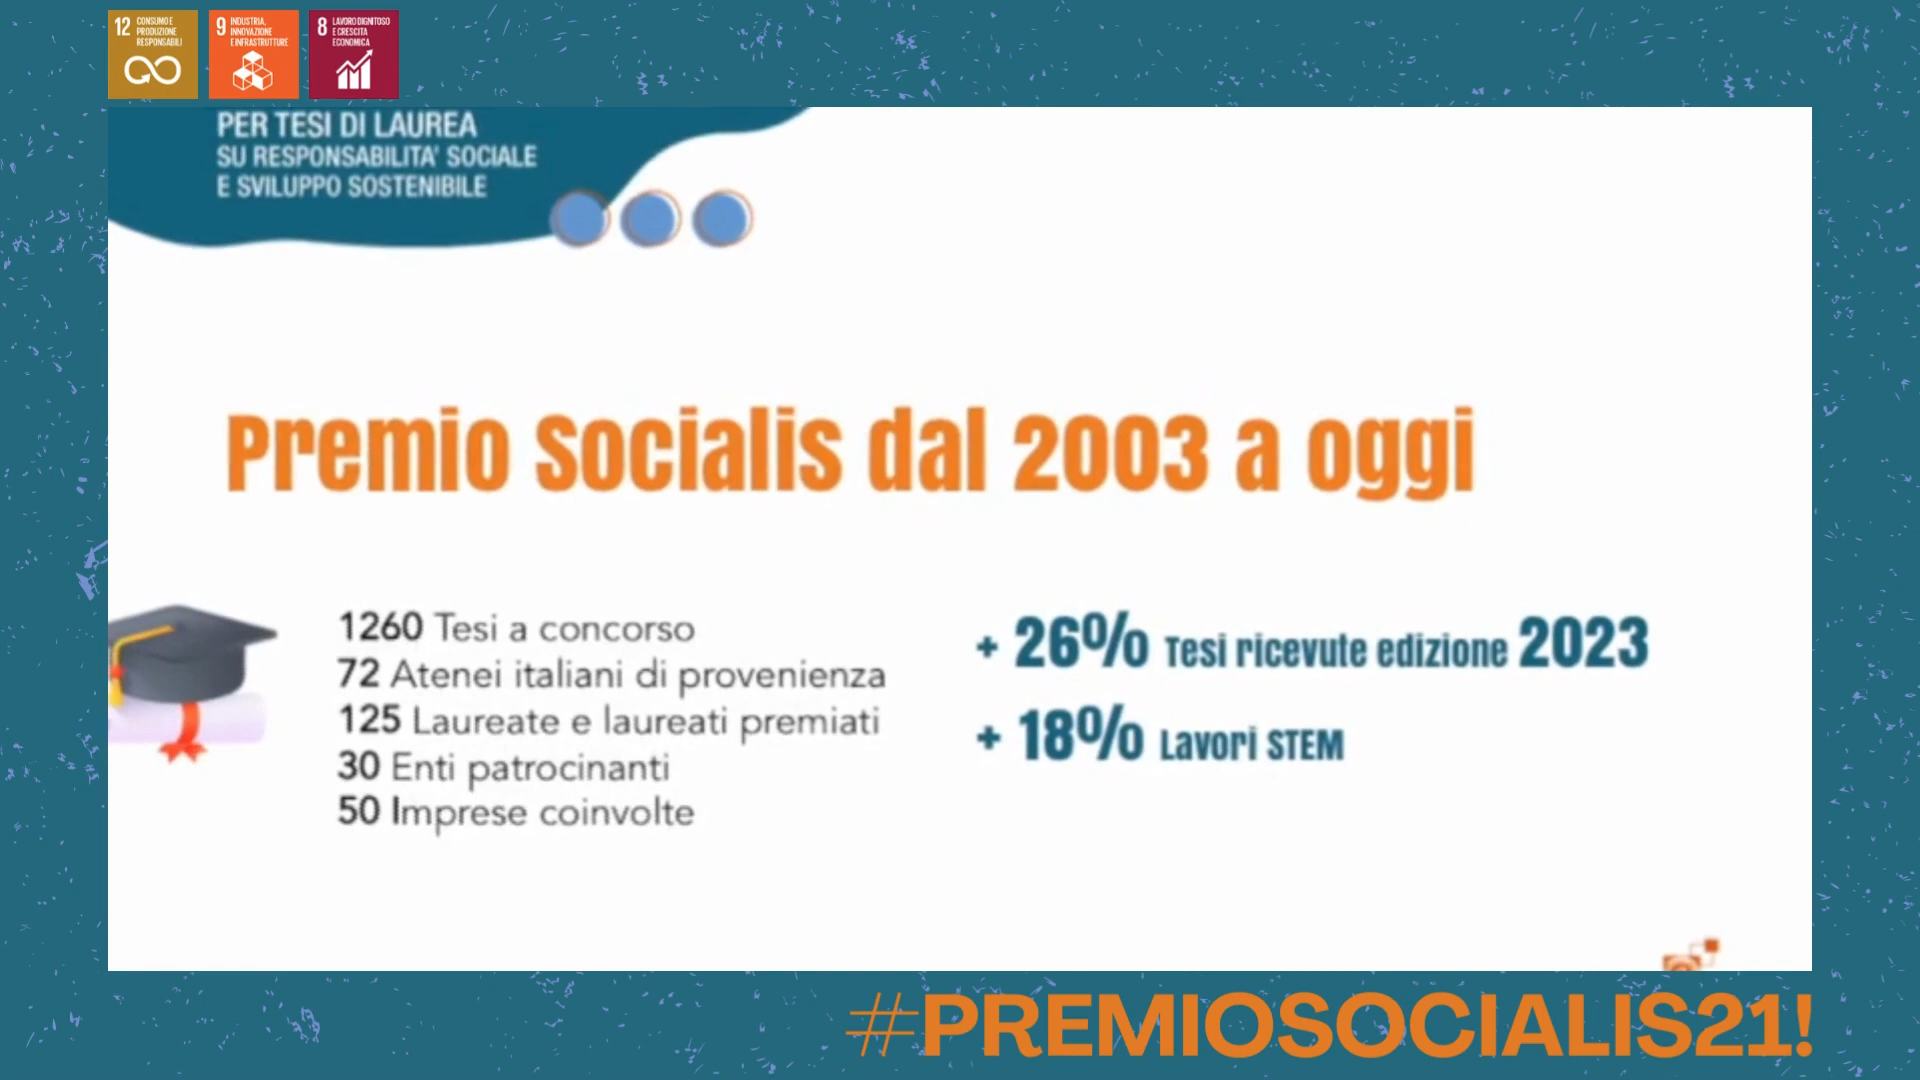 12 CONSUMO E
PRODUZIONE
RESPONSABILI
9 INDUSTRIA,
INNOVAZIONE
E INFRASTRUTTURE
8 LAVORO DIGNITOSO
E CRESCITA
ECONOMICA
PER TESI DI LAUREA
SU RESPONSABILITA' SOCIALE
E SVILUPPO SOSTENIBILE
Premio Socialis dal 2003 a oggi
1260 Tesi a concorso
72 Atenei italiani di provenienza
125 Laureate e laureati premiati
30 Enti patrocinanti
50 Imprese coinvolte
+ 26% Tesi ricevute edizione 2023
+ 18% Lavori STEM
#PREMIOSOCIALIS21!